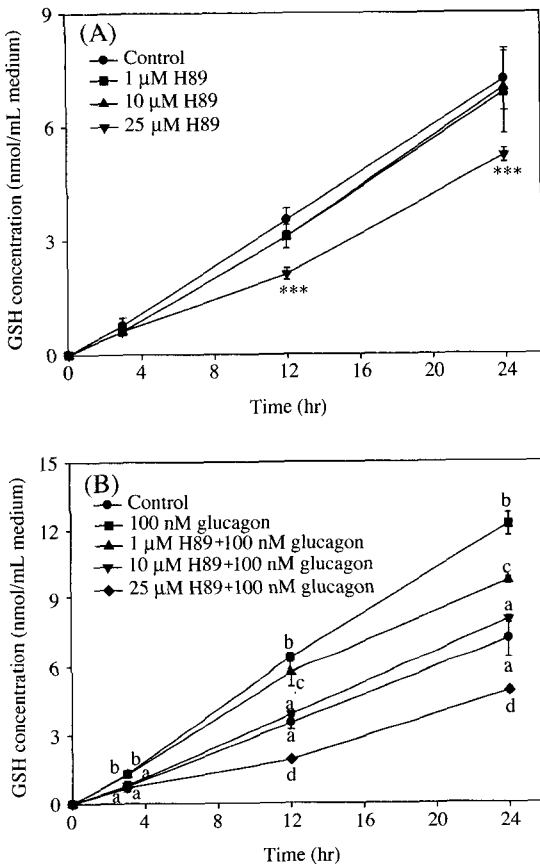 (A)
Control
1 μM H89
10 μM H89
25 μM H89
GSH concentration (nmol/mL medium)
9
6
3
0
***
***
0 4 8 12 16 20 24
Time (hr)
(B)
Control
100 nM glucagon
1 μM H89+100 nM glucagon
10 μM H89+100 nM glucagon
25 μM H89+100 nM glucagon
GSH concentration (nmol/mL medium)
15
12
9
6
3
0
b b a a a
b c a a d
b c a a d
0 4 8 12 16 20 24
Time (hr)